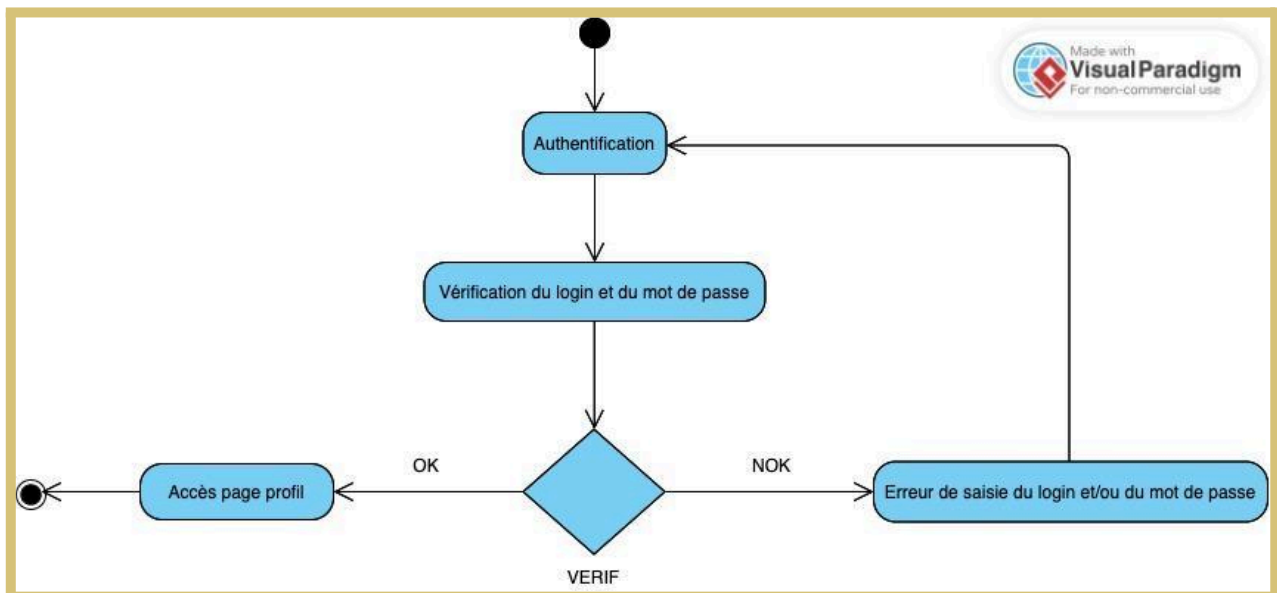 Made with
Visual Paradigm
For non-commercial use
Authentification
Vérification du login et du mot de passe
OK
NOK
Accès page profil
Erreur de saisie du login et/ou du mot de passe
VERIF